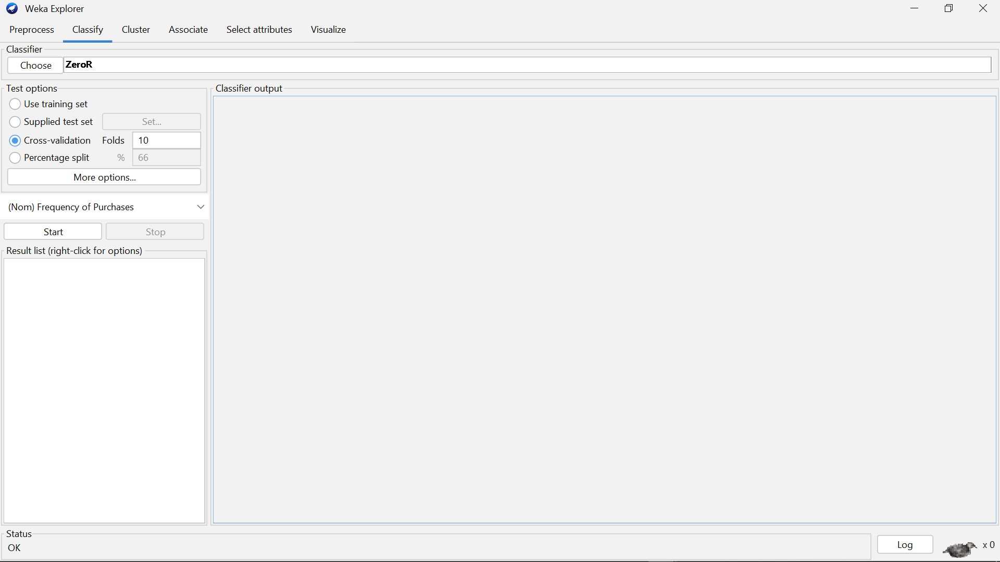 Weka Explorer
Preprocess Classify Cluster Associate Select attributes Visualize
Classifier
Choose ZeroR
Test options
Use training set
Supplied test set Set...
Cross-validation Folds 10
Percentage split % 66
More options...
(Nom) Frequency of Purchases
Start Stop
Result list (right-click for options)
Classifier output
Status
OK
Log x 0